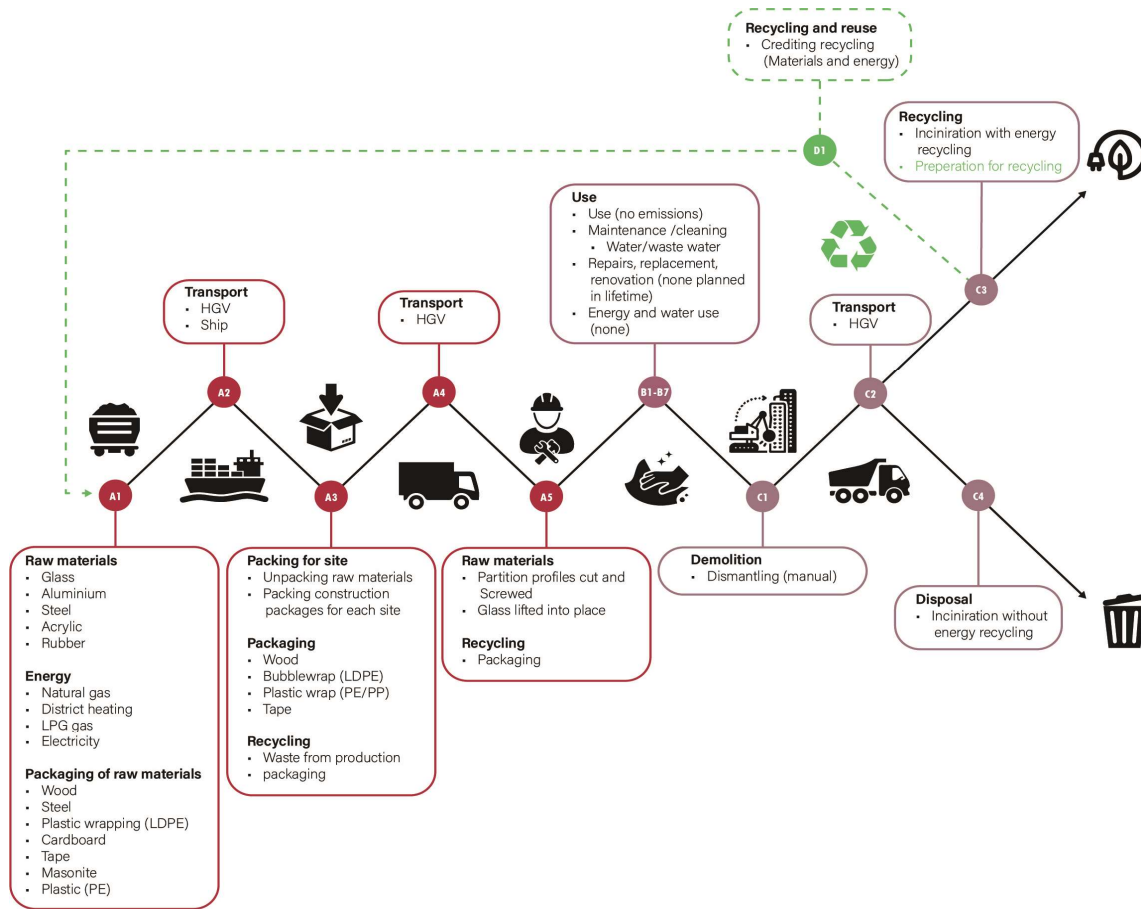 Recycling and reuse
▪ Crediting recycling
(Materials and energy)
D1
Recycling
▪ Inciniration with energy
recycling
▪ Preperation for recycling
C3
Use
▪ Use (no emissions)
▪ Maintenance /cleaning
▪ Water/waste water
▪ Repairs, replacement,
renovation (none planned
in lifetime)
▪ Energy and water use
(none)
Transport
▪ HGV
▪ Ship
Transport
▪ HGV
Transport
▪ HGV
A2
A4
B1-B7
C2
A1
A3
A5
C1
C4
Raw materials
▪ Glass
▪ Aluminium
▪ Steel
▪ Acrylic
▪ Rubber
Energy
▪ Natural gas
▪ District heating
▪ LPG gas
▪ Electricity
Packaging of raw materials
▪ Wood
▪ Steel
▪ Plastic wrapping (LDPE)
▪ Cardboard
▪ Tape
▪ Masonite
▪ Plastic (PE)
Packing for site
▪ Unpacking raw materials
▪ Packing construction
packages for each site
Packaging
▪ Wood
▪ Bubblewrap (LDPE)
▪ Plastic wrap (PE/PP)
▪ Tape
Recycling
▪ Waste from production
▪ packaging
Raw materials
▪ Partition profiles cut and
Screwed
▪ Glass lifted into place
Recycling
▪ Packaging
Demolition
▪ Dismantling (manual)
Disposal
▪ Inciniration without
energy recycling